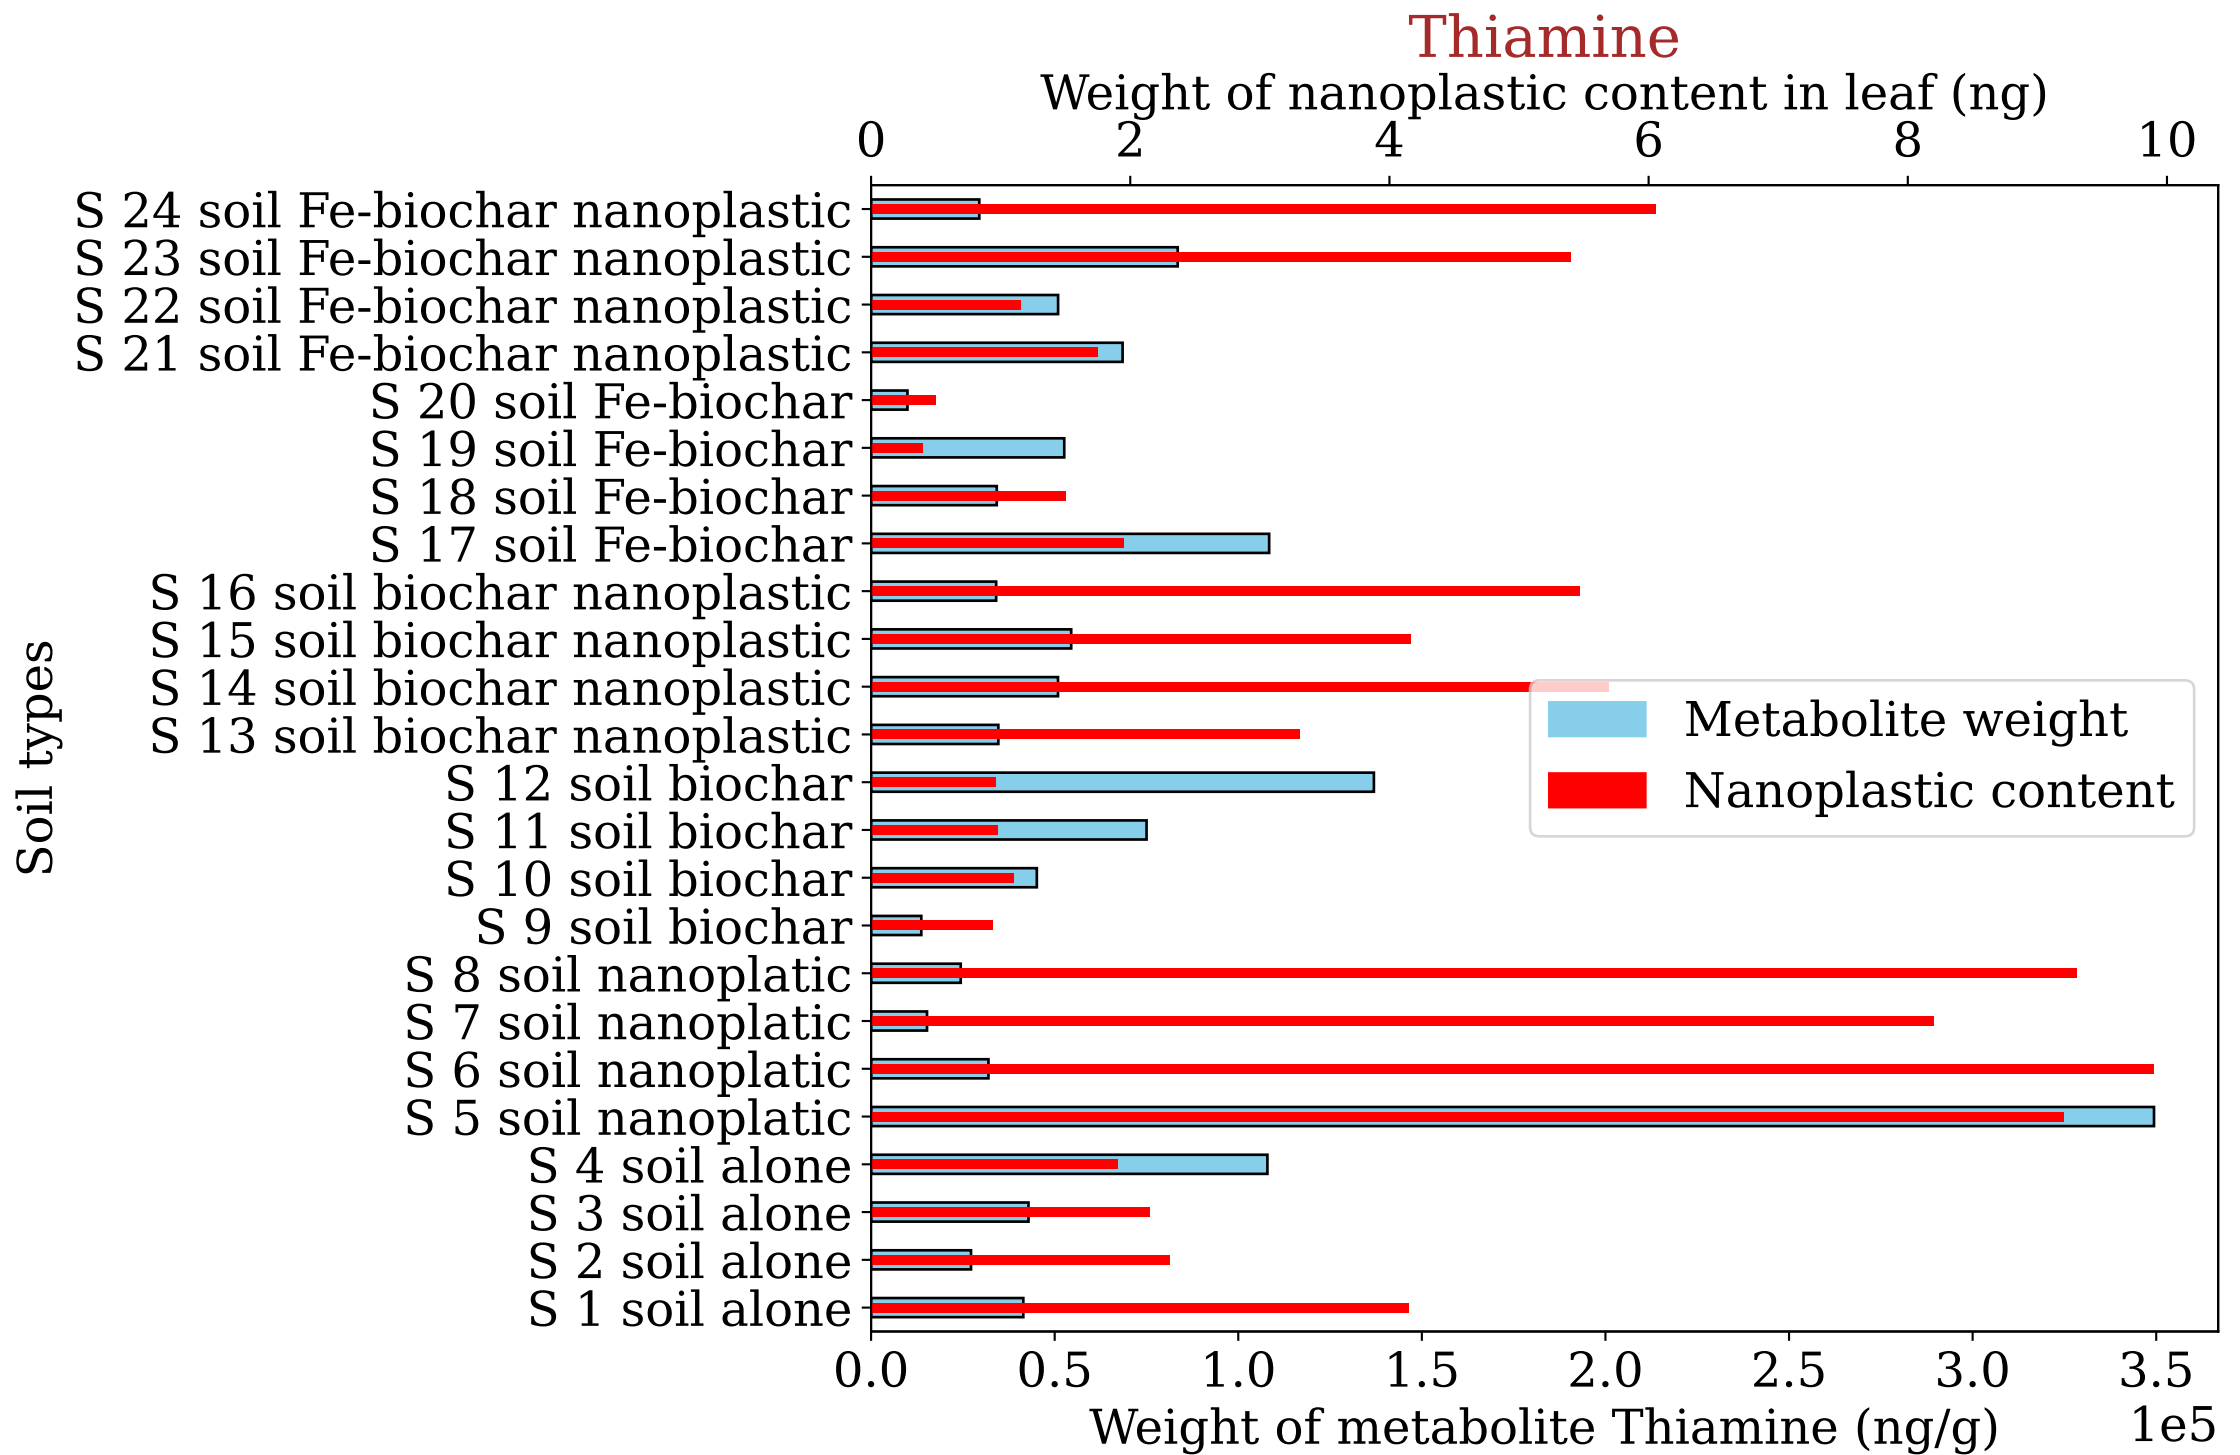 Thiamine
Weight of nanoplastic content in leaf (ng)
0 2 4 6 8 10
S 24 soil Fe-biochar nanoplastic
S 23 soil Fe-biochar nanoplastic
S 22 soil Fe-biochar nanoplastic
S 21 soil Fe-biochar nanoplastic
S 20 soil Fe-biochar
S 19 soil Fe-biochar
S 18 soil Fe-biochar
S 17 soil Fe-biochar
S 16 soil biochar nanoplastic
S 15 soil biochar nanoplastic
S 14 soil biochar nanoplastic
S 13 soil biochar nanoplastic
S 12 soil biochar
S 11 soil biochar
S 10 soil biochar
S 9 soil biochar
S 8 soil nanoplatic
S 7 soil nanoplatic
S 6 soil nanoplatic
S 5 soil nanoplatic
S 4 soil alone
S 3 soil alone
S 2 soil alone
S 1 soil alone
Soil types
Metabolite weight
Nanoplastic content
0.0 0.5 1.0 1.5 2.0 2.5 3.0 3.5
Weight of metabolite Thiamine (ng/g)
1e5